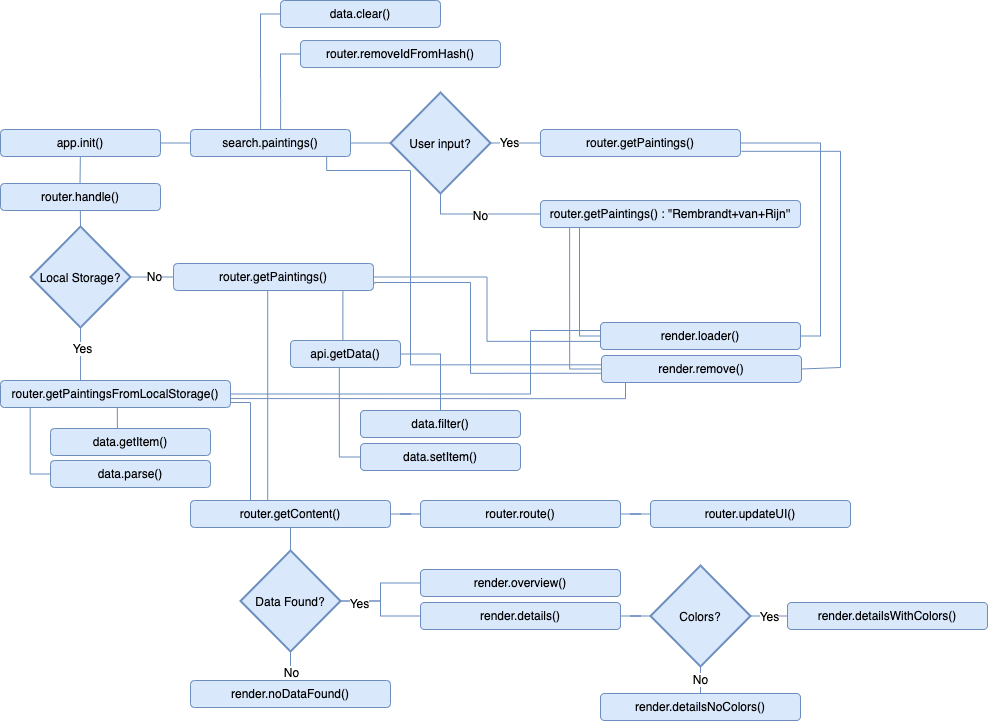 data.clear()
router.removeIdFromHash()
app.init()
search.paintings()
User input?
Yes
router.getPaintings()
router.handle()
No
router.getPaintings() : "Rembrandt+van+Rijn"
Local Storage?
No
router.getPaintings()
render.loader()
Yes
api.getData()
render.remove()
router.getPaintingsFromLocalStorage()
data.filter()
data.getItem()
data.setItem()
data.parse()
router.getContent()
router.route()
router.updateUI()
render.overview()
Data Found?
Yes
render.details()
Colors?
Yes
render.detailsWithColors()
No
render.noDataFound()
No
render.detailsNoColors()